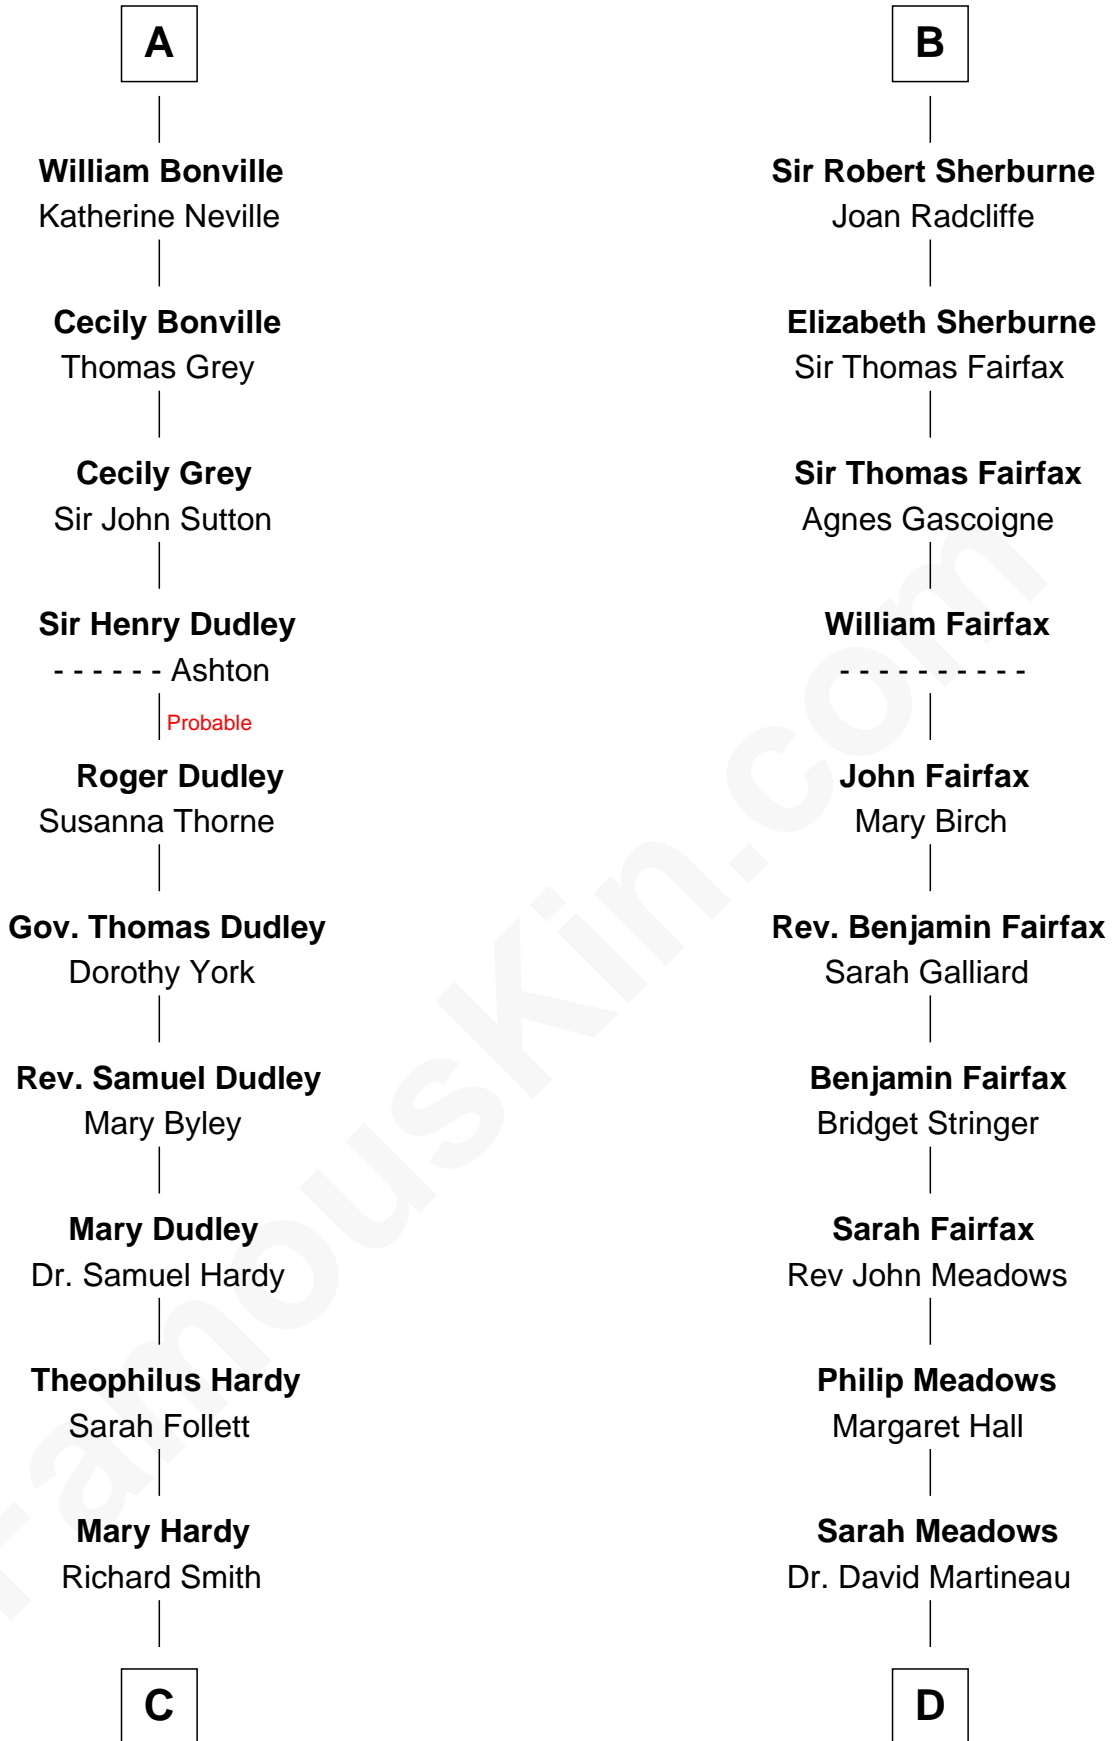 A
William Bonville
Katherine Neville
Cecily Bonville
Thomas Grey
Cecily Grey
Sir John Sutton
Sir Henry Dudley
- - - - - - Ashton
Probable
Roger Dudley
Susanna Thorne
Gov. Thomas Dudley
Dorothy York
Rev. Samuel Dudley
Mary Byley
Mary Dudley
Dr. Samuel Hardy
Theophilus Hardy
Sarah Follett
Mary Hardy
Richard Smith
C
B
Sir Robert Sherburne
Joan Radcliffe
Elizabeth Sherburne
Sir Thomas Fairfax
Sir Thomas Fairfax
Agnes Gascoigne
William Fairfax
- - - - - - - - - -
John Fairfax
Mary Birch
Rev. Benjamin Fairfax
Sarah Galliard
Benjamin Fairfax
Bridget Stringer
Sarah Fairfax
Rev John Meadows
Philip Meadows
Margaret Hall
Sarah Meadows
Dr. David Martineau
D
FamousKin.com